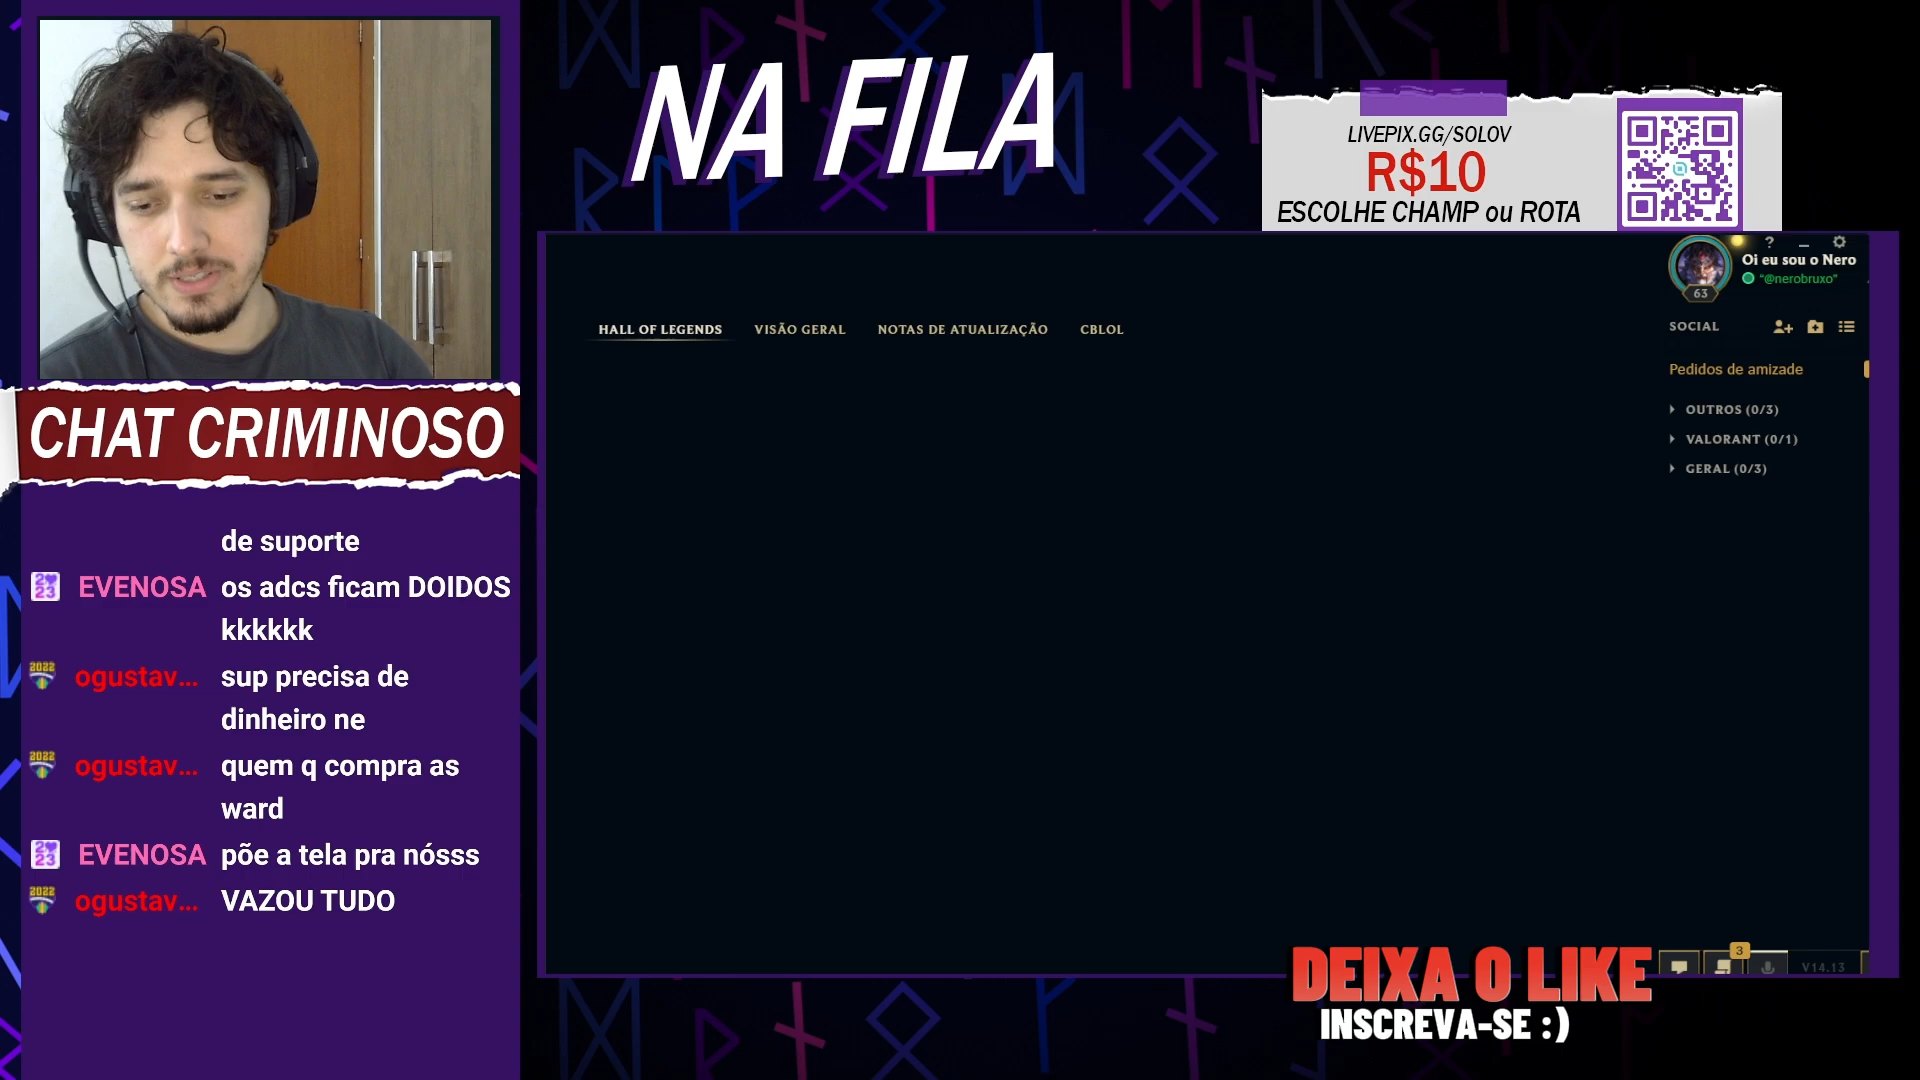 NA FILA
LIVEPIX.GG/SOLOV
R$10
ESCOLHE CHAMP ou ROTA
Oi eu sou o Nero
"@nerobruxo"
63
HALL OF LEGENDS
VISÃO GERAL
NOTAS DE ATUALIZAÇÃO
CBLOL
SOCIAL
Pedidos de amizade
OUTROS (0/3)
VALORANT (0/1)
GERAL (0/3)
CHAT CRIMINOSO
de suporte
EVENOSA os adcs ficam DOIDOS
kkkkkk
ogustav... sup precisa de
dinheiro ne
ogustav... quem q compra as
ward
EVENOSA põe a tela pra nósss
ogustav... VAZOU TUDO
3
V14.13
DEIXA O LIKE
INSCREVA-SE :)